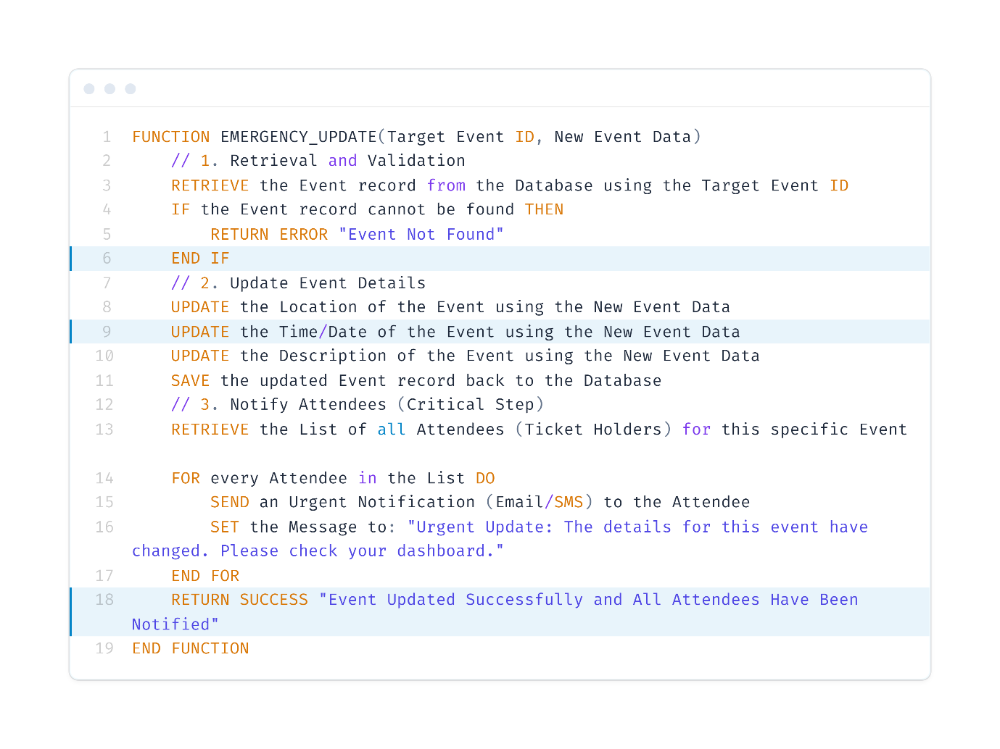 1 FUNCTION EMERGENCY_UPDATE(Target Event ID, New Event Data)
2 // 1. Retrieval and Validation
3 RETRIEVE the Event record from the Database using the Target Event ID
4 IF the Event record cannot be found THEN
5 RETURN ERROR "Event Not Found"
6 END IF
7 // 2. Update Event Details
8 UPDATE the Location of the Event using the New Event Data
9 UPDATE the Time/Date of the Event using the New Event Data
10 UPDATE the Description of the Event using the New Event Data
11 SAVE the updated Event record back to the Database
12 // 3. Notify Attendees (Critical Step)
13 RETRIEVE the List of all Attendees (Ticket Holders) for this specific Event
14 FOR every Attendee in the List DO
15 SEND an Urgent Notification (Email/SMS) to the Attendee
16 SET the Message to: "Urgent Update: The details for this event have
changed. Please check your dashboard."
17 END FOR
18 RETURN SUCCESS "Event Updated Successfully and All Attendees Have Been
Notified"
19 END FUNCTION